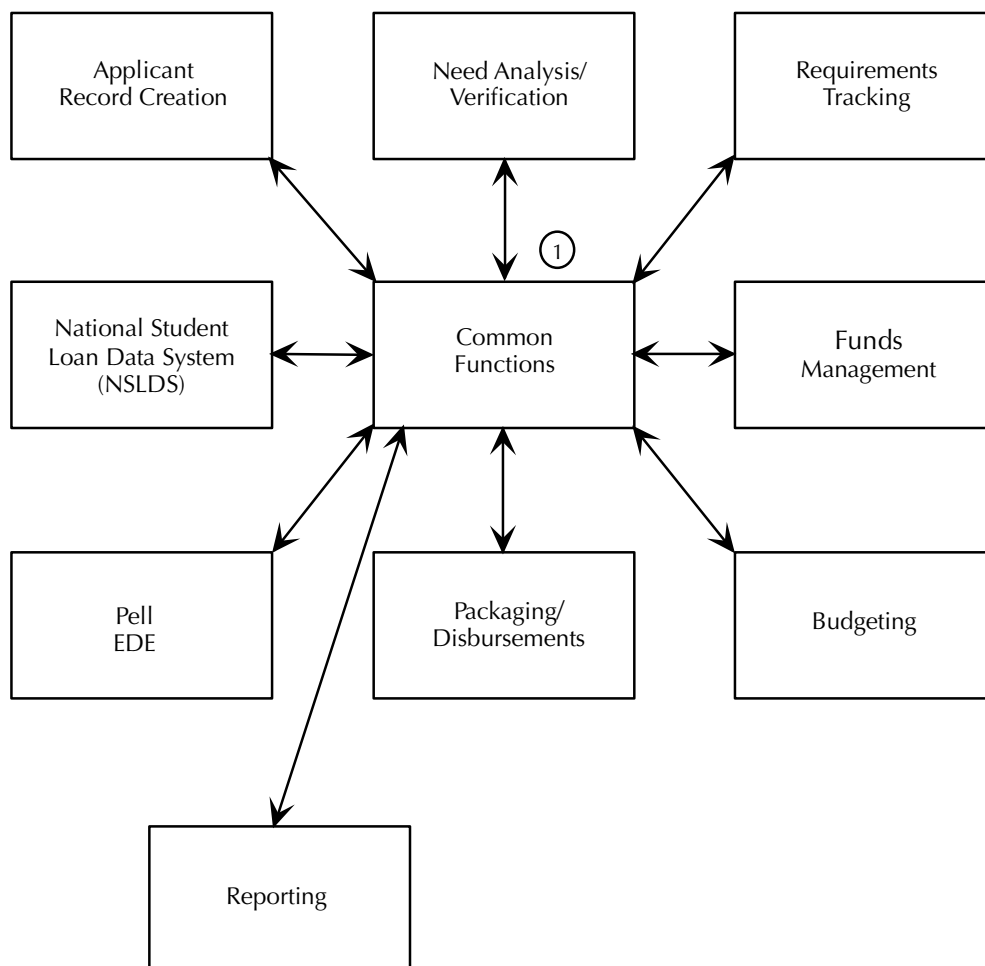 Applicant
Record Creation
Need Analysis/
Verification
Requirements
Tracking
1
National Student
Loan Data System
(NSLDS)
Common
Functions
Funds
Management
Pell
EDE
Packaging/
Disbursements
Budgeting
Reporting